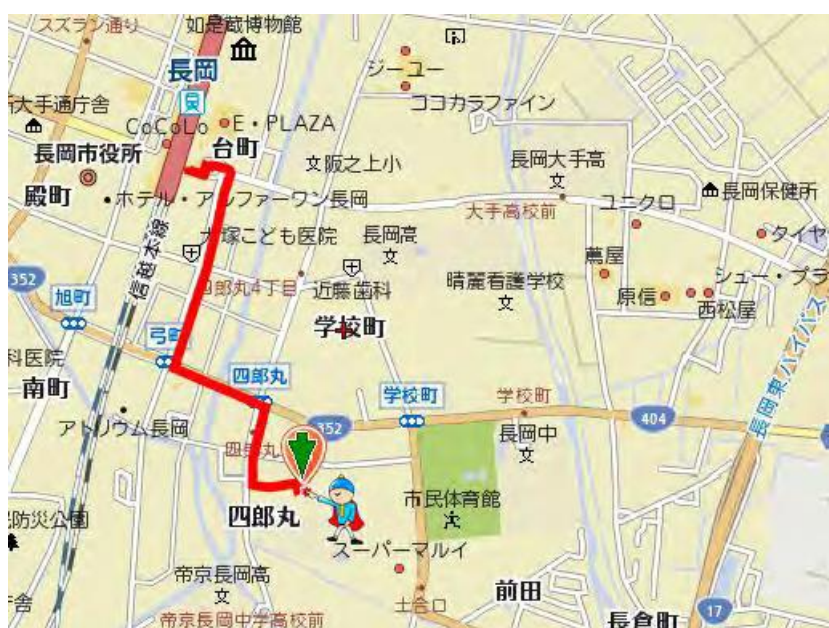 スズラン通り
如是蔵博物館
長岡
ジーユー
ココカラファイン
大手通庁舎
CoCoLo
E・PLAZA
台町
長岡市役所
阪之上小
長岡大手高
殿町
ホテル・アルファーワン長岡
大手高校前
ユニクロ
長岡保健所
信越本線
大塚こども医院
長岡高
タイヤ
蔦屋
352
四郎丸4丁目
近藤歯科
晴麗看護学校
シュー・プラ
原信
西松屋
旭町
学校町
弓町
科医院
南町
四郎丸
学校町
学校町
長岡東バイパス
アトリウム長岡
352
404
四郎丸
長岡中
市民体育館
防災公園
四郎丸
スーパーマルイ
帝京長岡高
前田
土合口
舎
帝京長岡中学高校前
長倉町
17